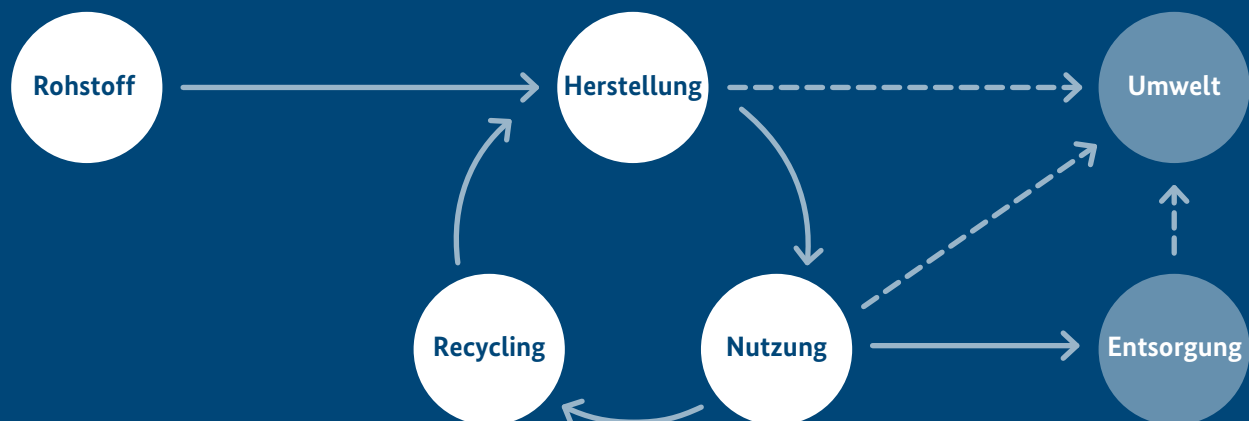 Rohstoff
Herstellung
Umwelt
Recycling
Nutzung
Entsorgung